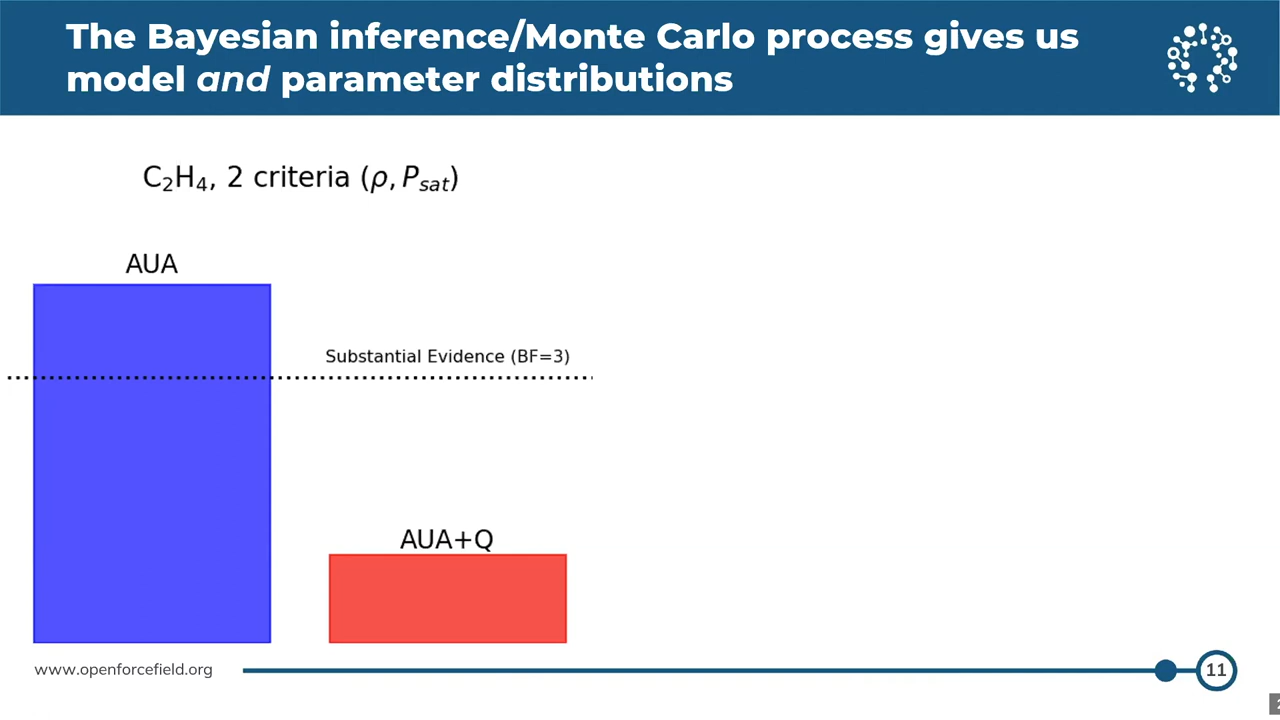 The Bayesian inference/Monte Carlo process gives us
model and parameter distributions
C₂H₄, 2 criteria (ρ, Pₛₐₜ)
AUA
Substantial Evidence (BF=3)
AUA+Q
www.openforcefield.org
11